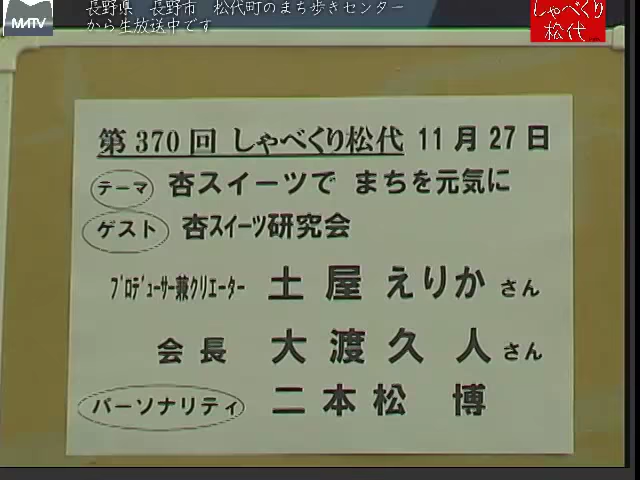 MATV
長野県 長野市 松代町のまち歩きセンター
から生放送中です
しゃべくり
松代
第370回 しゃべくり松代 11月27日
テーマ 杏スイーツで まちを元気に
ゲスト 杏スイーツ研究会
プロデューサー兼クリエーター 土屋 えりか さん
会長 大渡久人 さん
パーソナリティ 二本松 博